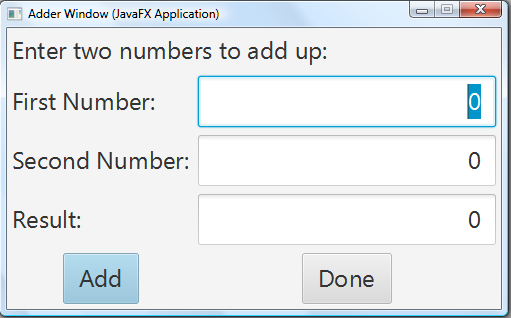 Adder Window (JavaFX Application)
Enter two numbers to add up:
First Number: 0
Second Number: 0
Result: 0
Add Done